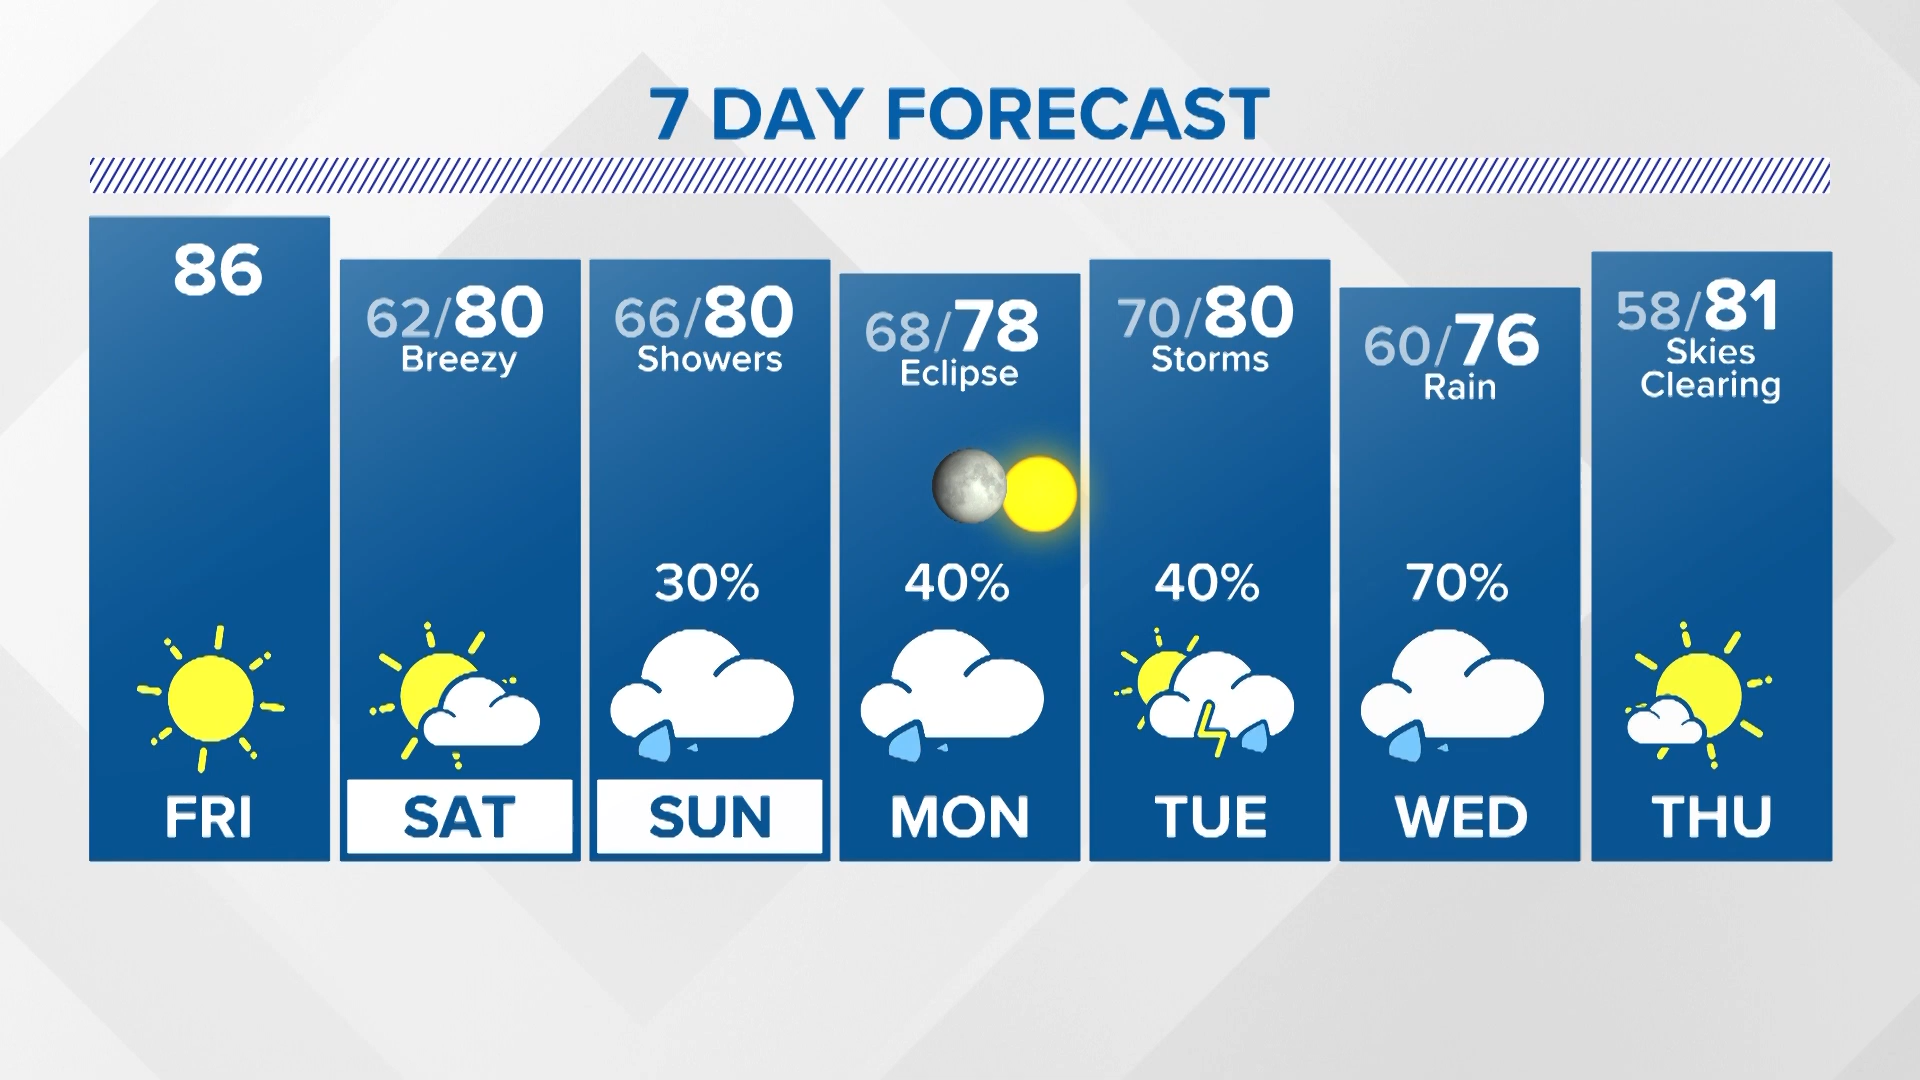 7 DAY FORECAST
86
FRI
62/80
Breezy
SAT
66/80
Showers
30%
SUN
68/78
Eclipse
40%
MON
70/80
Storms
40%
TUE
60/76
Rain
70%
WED
58/81
Skies
Clearing
THU